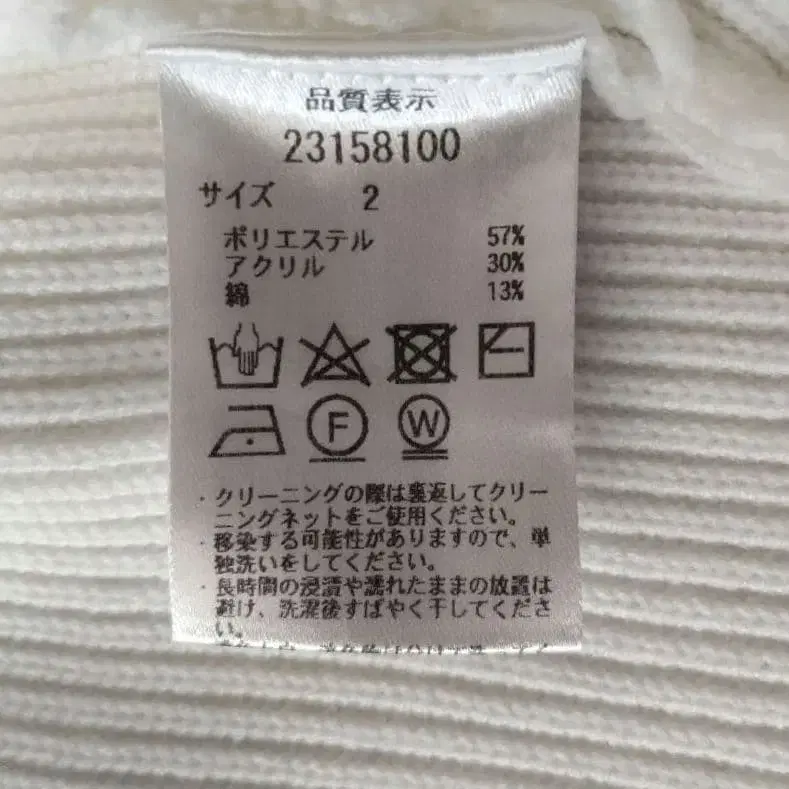 品質表示
23158100
サイズ 2
ポリエステル 57%
アクリル 30%
綿 13%
F W
・クリーニングの際は裏返してクリー
ニングネットをご使用ください。
・移染する可能性がありますので、単
独洗いをしてください。
・長時間の浸漬や濡れたままの放置は
避け、洗濯後すばやく干してくださ
い。